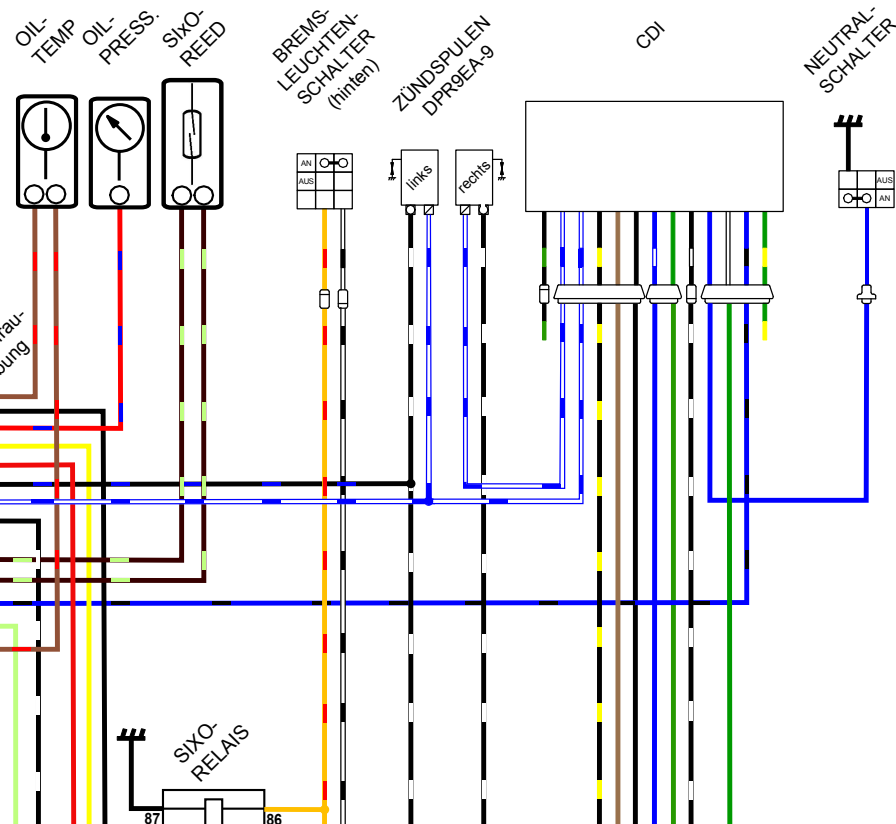 OIL-
TEMP
OIL-
PRESS.
SIxO-
REED
BREMS-
LEUCHTEN-
SCHALTER
(hinten)
ZÜNDSPULEN
DPR9EA-9
CDI
NEUTRAL-
SCHALTER
AN
AUS
links
rechts
AUS
AN
rau-
bung
SIXO-
RELAIS
87
86